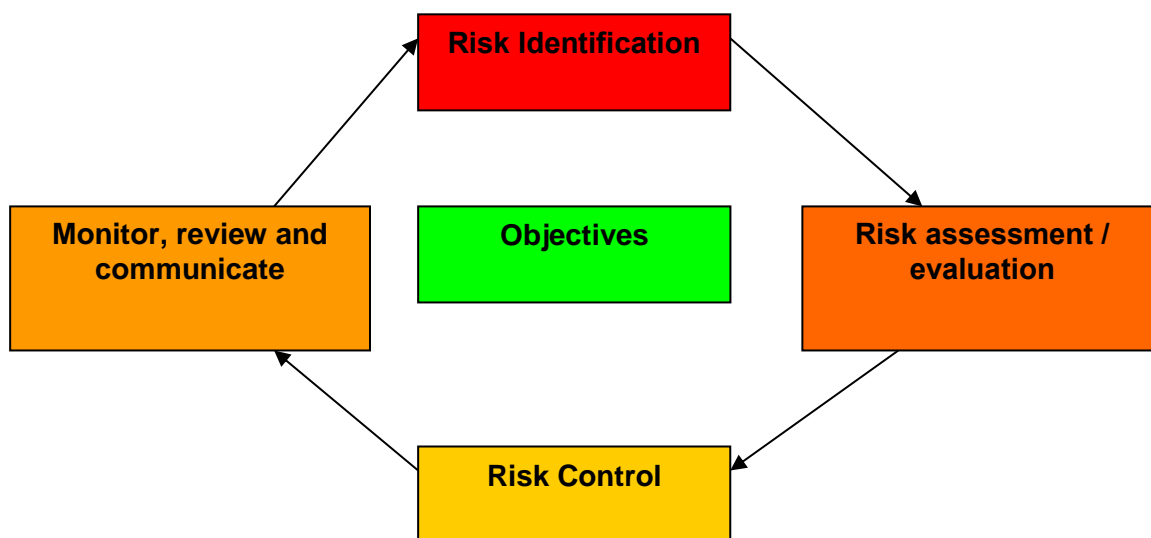 Risk Identification
Monitor, review and
communicate
Objectives
Risk assessment /
evaluation
Risk Control